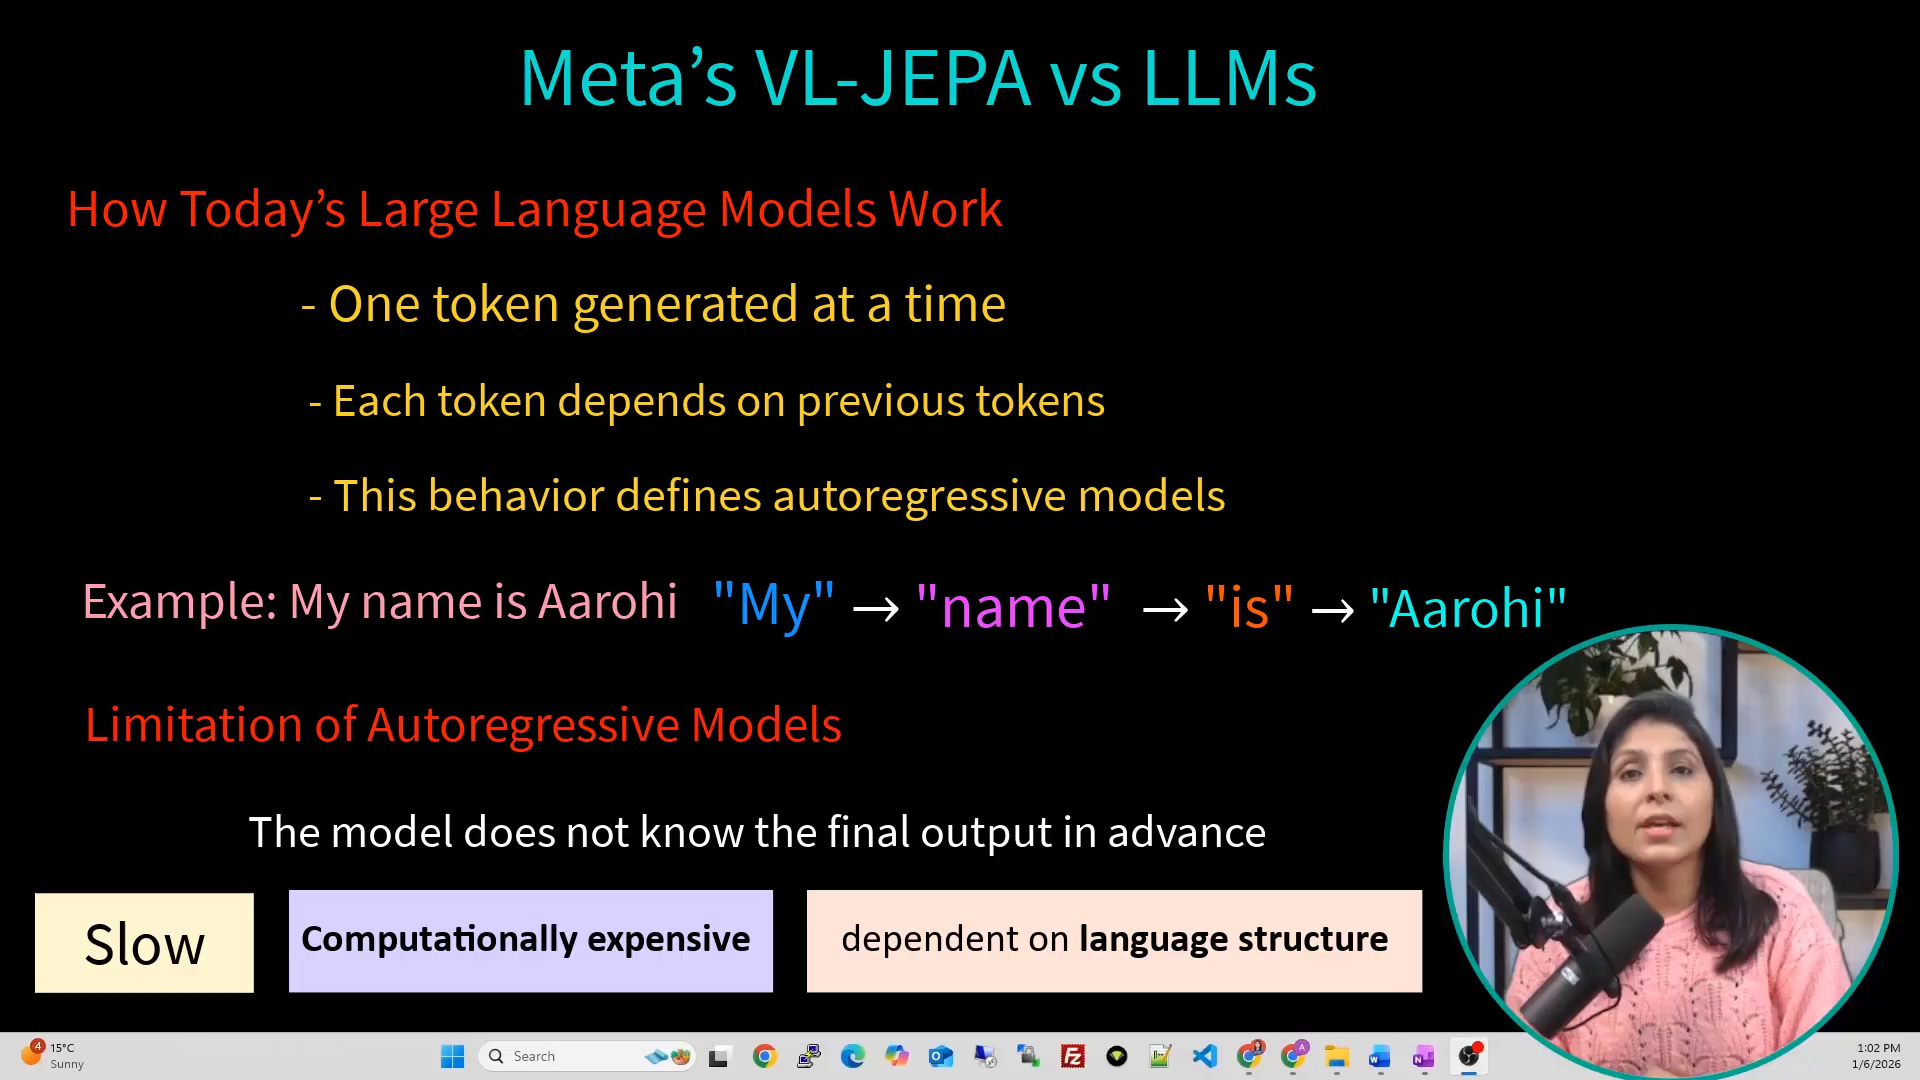 Meta’s VL-JEPA vs LLMs
How Today’s Large Language Models Work
- One token generated at a time
- Each token depends on previous tokens
- This behavior defines autoregressive models
Example: My name is Aarohi "My" → "name" → "is" → "Aarohi"
Limitation of Autoregressive Models
The model does not know the final output in advance
Slow
Computationally expensive
dependent on language structure
4
15°C
Sunny
Search
1:02 PM
1/6/2026